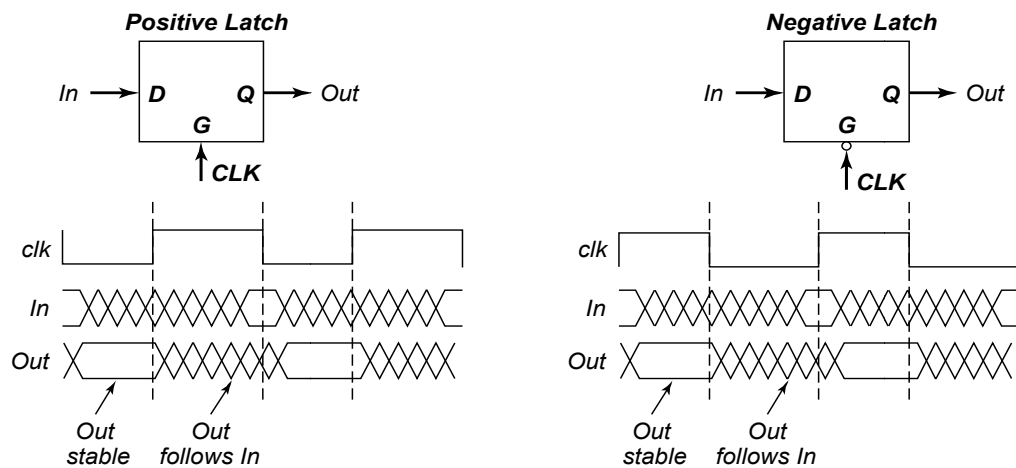 Positive Latch
In
D
Q
Out
G
CLK
clk
In
Out
Out
stable
Out
follows In
Negative Latch
In
D
Q
Out
G
CLK
clk
In
Out
Out
stable
Out
follows In